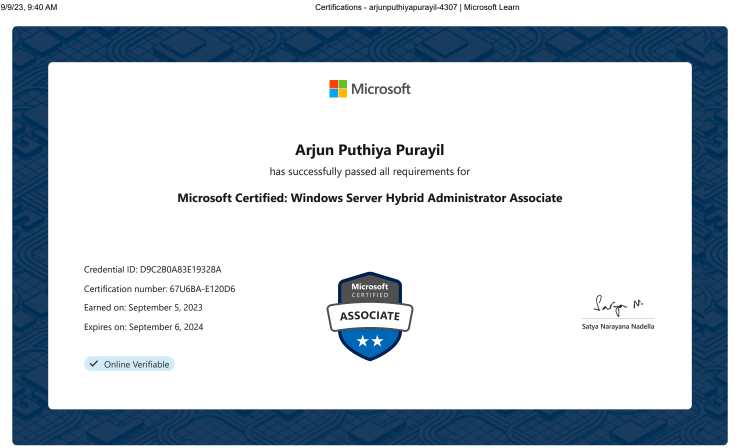 9/9/23, 9:40 AM
Certifications - arjunputhiyapurayil-4307 | Microsoft Learn
Microsoft
Arjun Puthiya Purayil
has successfully passed all requirements for
Microsoft Certified: Windows Server Hybrid Administrator Associate
Credential ID: D9C2B0A83E19328A
Certification number: 67U6BA-E120D6
Earned on: September 5, 2023
Expires on: September 6, 2024
Online Verifiable
Microsoft
CERTIFIED
ASSOCIATE
Satya N.
Satya Narayana Nadella